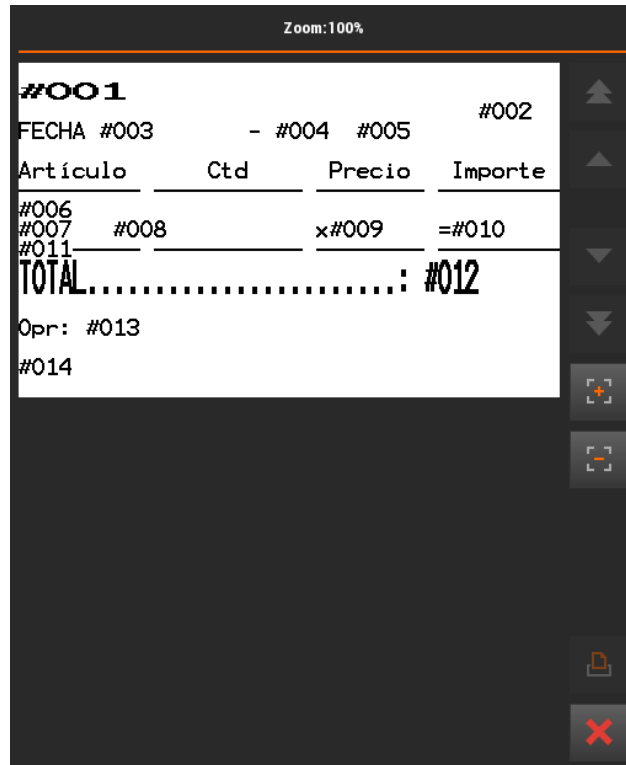 Zoom:100%
#001
#002
FECHA #003 - #004 #005
Artículo Ctd Precio Importe
#006
#007 #008 x#009 =#010
#011
TOTAL.......................: #012
Opr: #013
#014